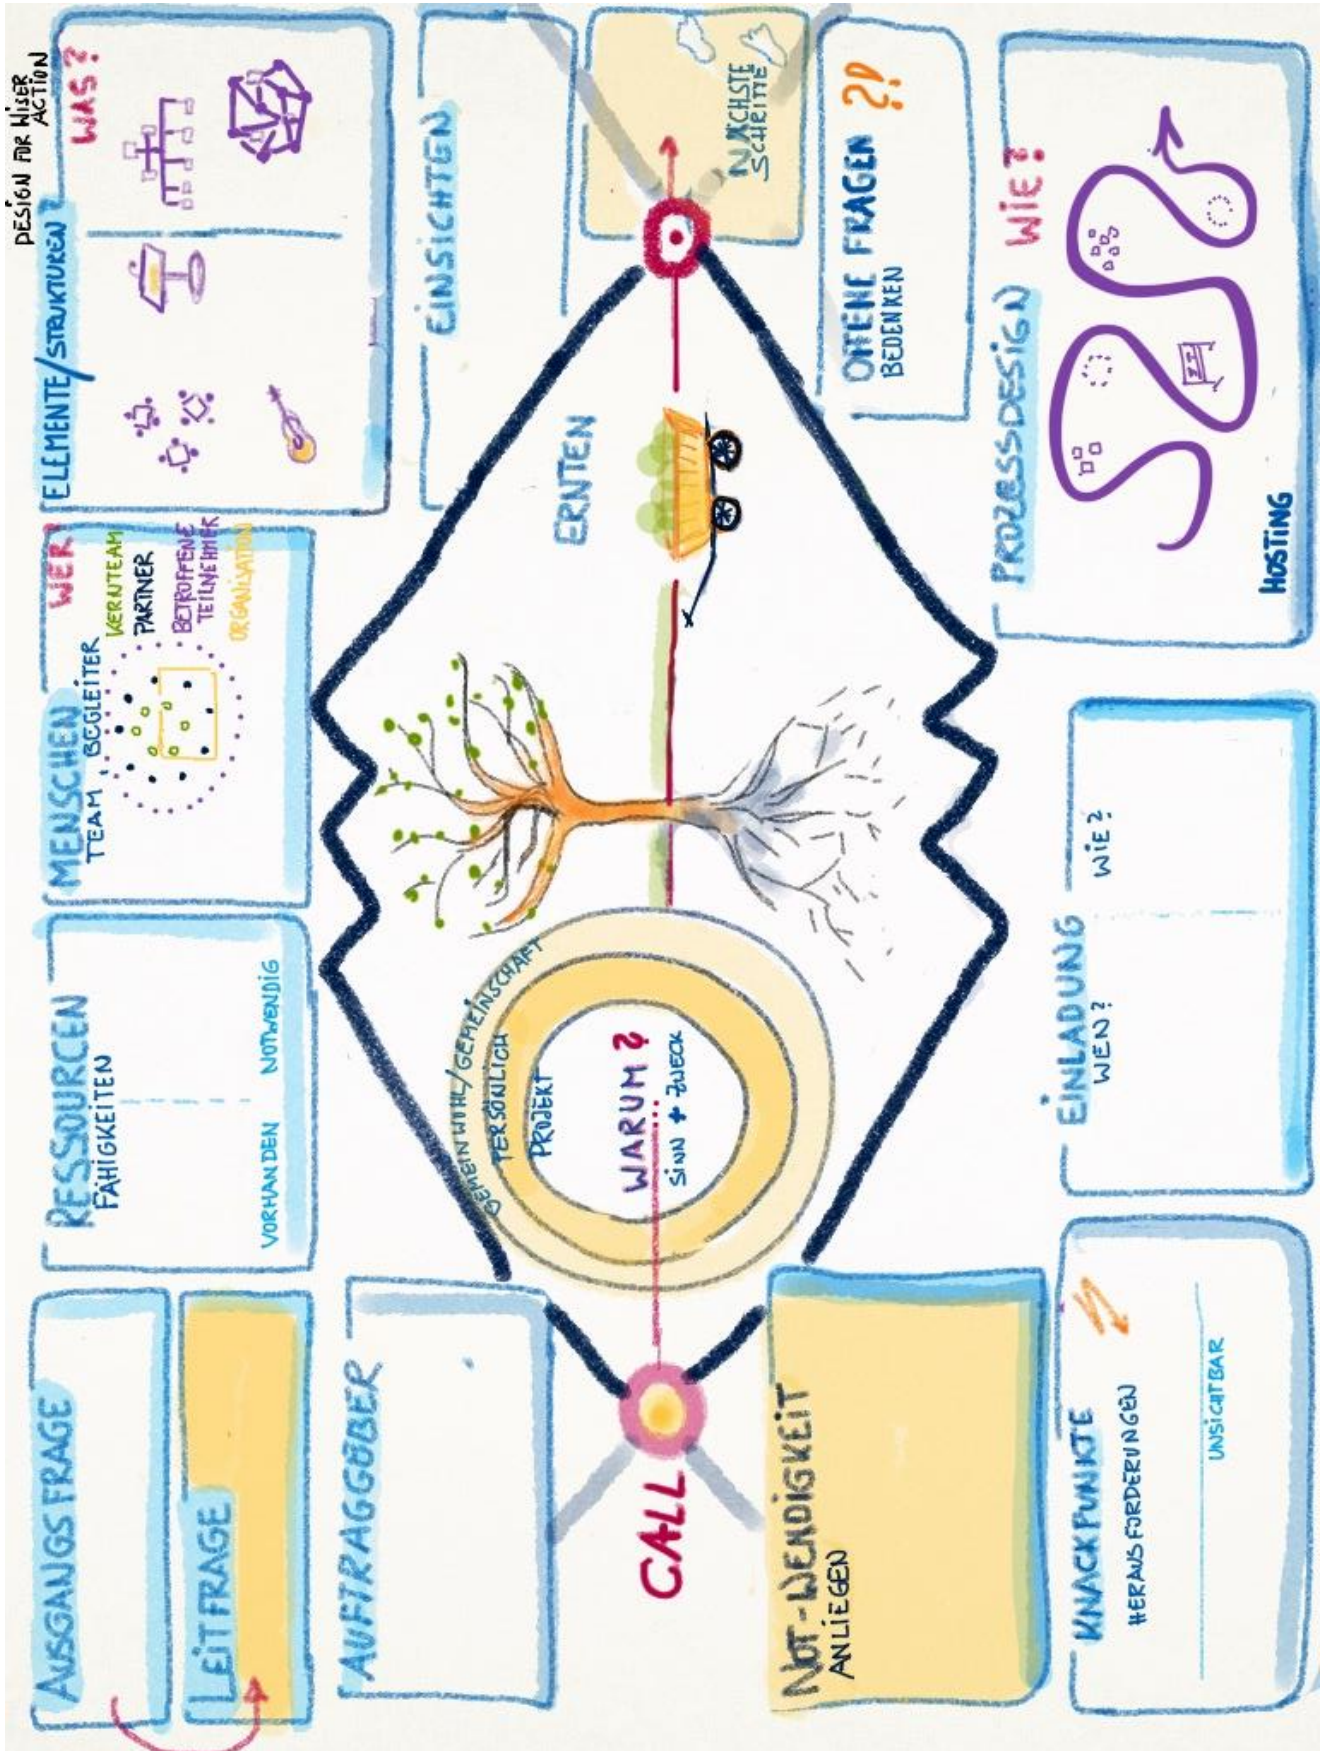 DESIGN FOR WISER
ACTION
AUSGANGSFRAGE
LEITFRAGE
RESSOURCEN
FÄHIGKEITEN
VORHANDEN
NOTWENDIG
MENSCHEN
WER?
TEAM, BEGLEITER
KERNTEAM
PARTNER
BETROFFENE
TEILNEHMER
ORGANISATION
ELEMENTE/STRUKTUREN?
WAS?
AUFTRAGGEBER
EINSICHTEN
GEMEINWOHL/GEMEINSCHAFT
PERSÖNLICH
PROJEKT
WARUM?
SINN + ZWECK
ERNTEN
CALL
NÄCHSTE
SCHRITTE
NOT-WENDIGKEIT
ANLIEGEN
OFFENE FRAGEN ?!
BEDENKEN
KNACKPUNKTE
HERAUSFORDERUNGEN
UNSICHTBAR
EINLADUNG
WEN?
WIE?
PROZESSDESIGN
WIE?
HOSTING